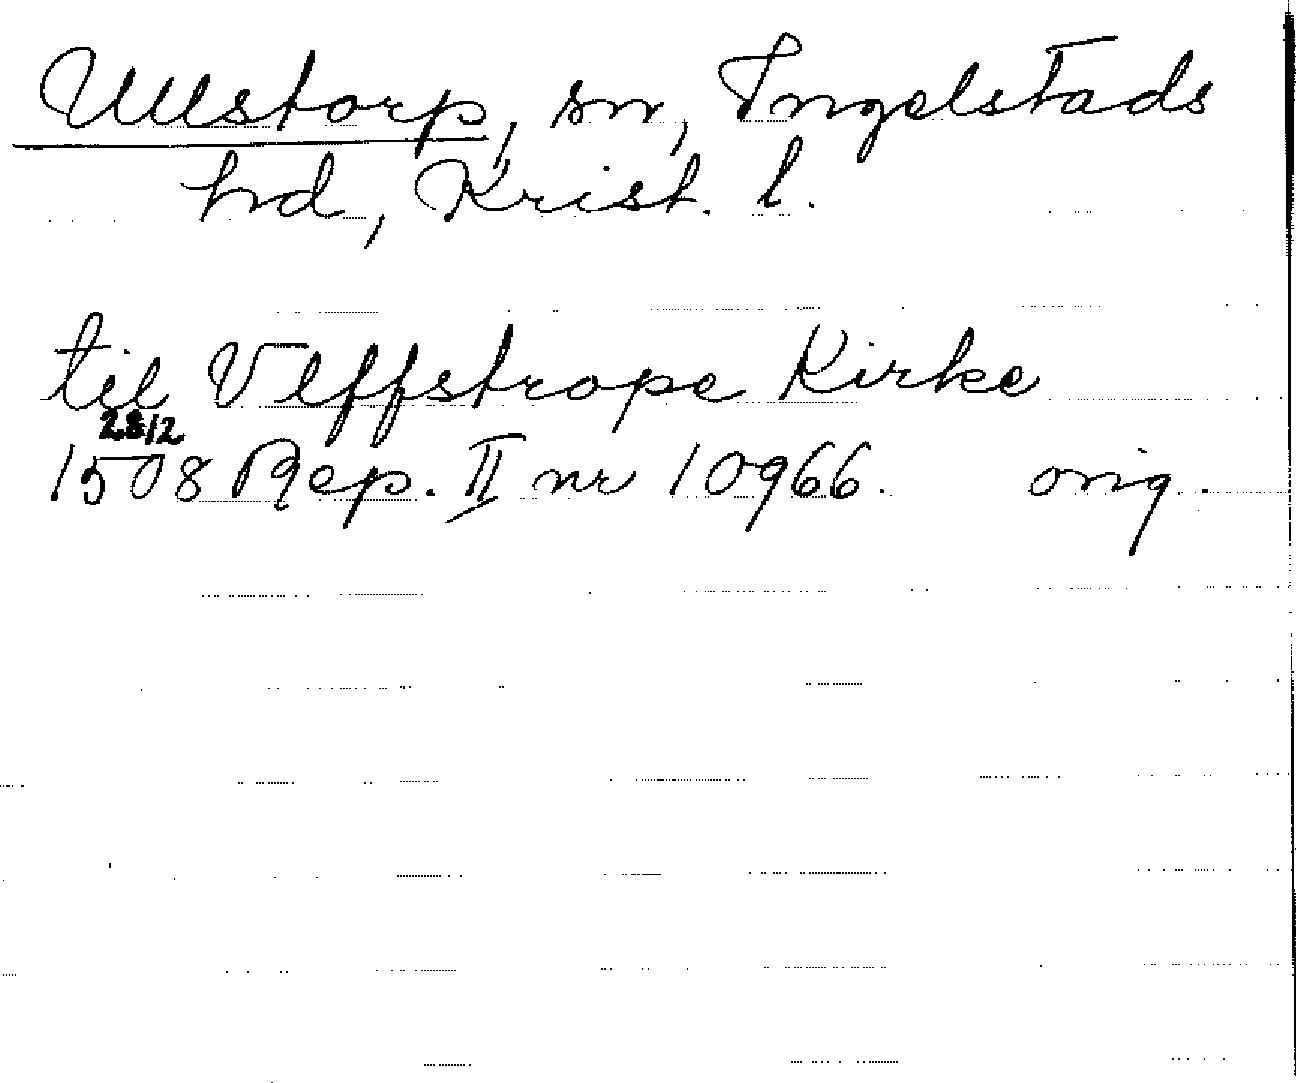 Ullstorp, sn, Ingelstads
hd, Krist. l.
til Vlffstrope Kirke
28/12
1508 Rep. II nr 10966. orig.